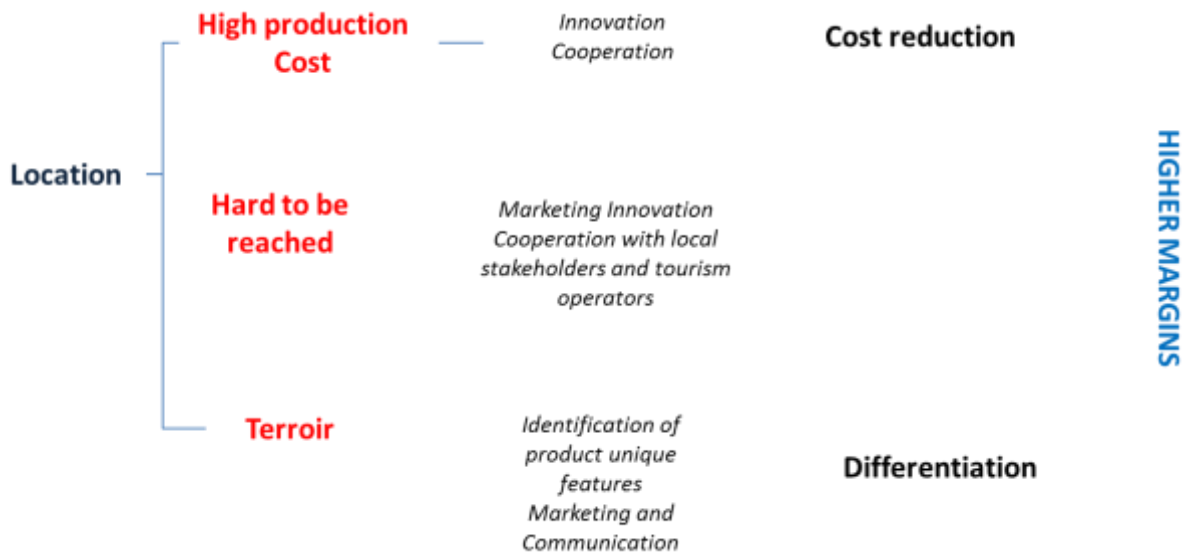 High production
Cost
Innovation
Cooperation
Cost reduction
Location
Hard to be
reached
Marketing Innovation
Cooperation with local
stakeholders and tourism
operators
HIGHER MARGINS
Terroir
Identification of
product unique
features
Marketing and
Communication
Differentiation